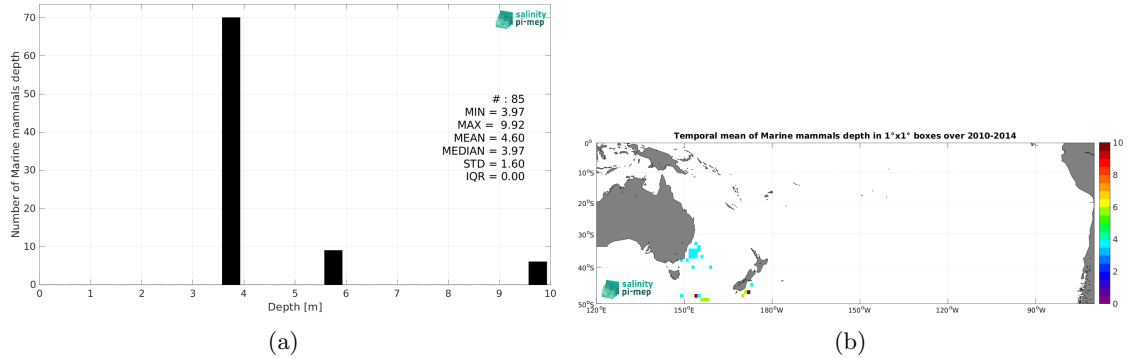 70
60
50
40
30
20
10
0
Number of Marine mammals depth
salinity
pi-mep
# : 85
MIN = 3.97
MAX = 9.92
MEAN = 4.60
MEDIAN = 3.97
STD = 1.60
IQR = 0.00
0 1 2 3 4 5 6 7 8 9 10
Depth [m]
(a)
Temporal mean of Marine mammals depth in 1°x1° boxes over 2010-2014
0°
10°S
20°S
30°S
40°S
50°S
120°E 150°E 180°W 150°W 120°W 90°W
salinity
pi-mep
10
8
6
4
2
0
(b)